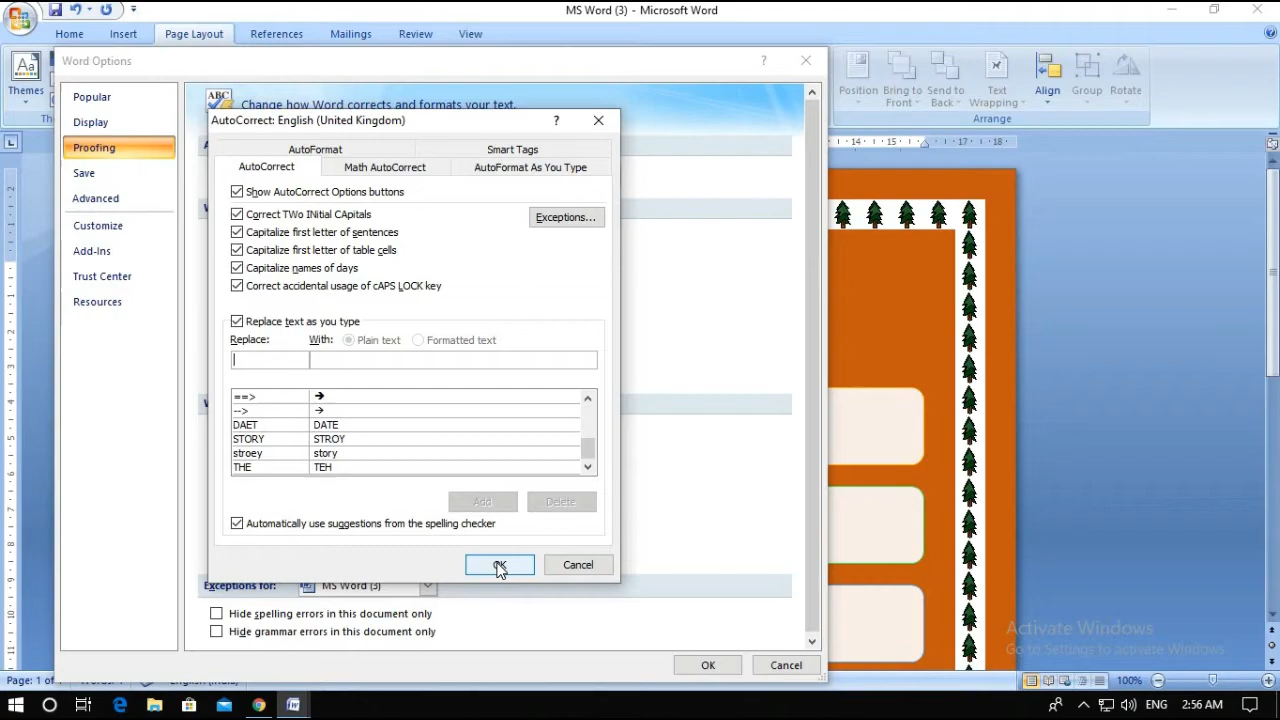 MS Word (3) - Microsoft Word
Home Insert Page Layout References Mailings Review View
Word Options
Themes
Position Bring to Front Send to Back Text Wrapping Align Group Rotate
Arrange
Popular
Display
Proofing
Save
Advanced
Customize
Add-Ins
Trust Center
Resources
ABC
Change how Word corrects and formats your text.
AutoCorrect: English (United Kingdom)
AutoFormat Smart Tags
AutoCorrect Math AutoCorrect AutoFormat As You Type
Show AutoCorrect Options buttons
Correct TWo INitial CApitals
Exceptions...
Capitalize first letter of sentences
Capitalize first letter of table cells
Capitalize names of days
Correct accidental usage of cAPS LOCK key
Replace text as you type
Replace: With: Plain text Formatted text
==> ➔
--> →
DAET DATE
STORY STROY
stroey story
THE TEH
Add Delete
Automatically use suggestions from the spelling checker
OK Cancel
Exceptions for: MS Word (3)
Hide spelling errors in this document only
Hide grammar errors in this document only
OK Cancel
14 15 17 18
Activate Windows
Go to Settings to activate Windows.
100%
ENG 2:56 AM